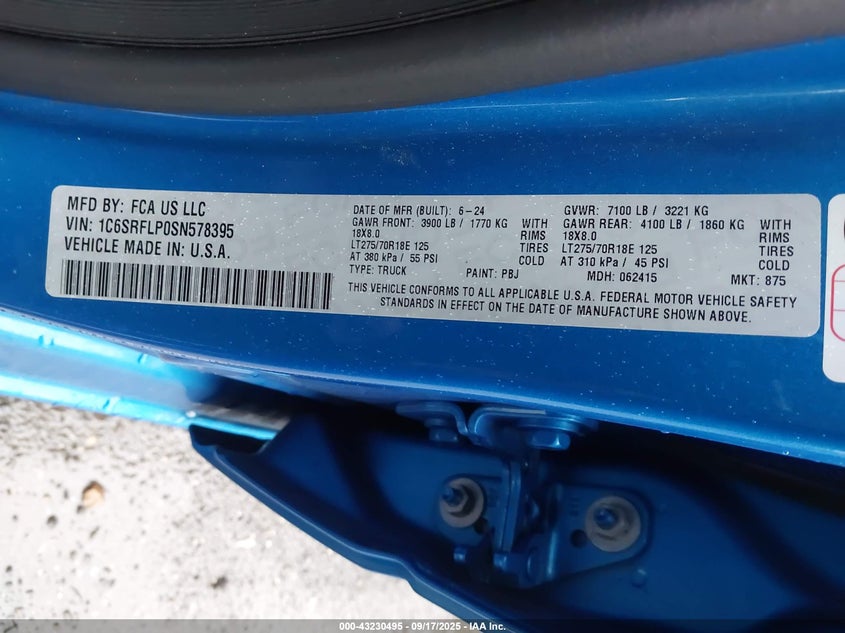 MFD BY: FCA US LLC
VIN: 1C6SRFLP0SN578395
VEHICLE MADE IN: U.S.A.
DATE OF MFR (BUILT): 6-24 GVWR: 7100 LB / 3221 KG
GAWR FRONT: 3900 LB / 1770 KG WITH GAWR REAR: 4100 LB / 1860 KG WITH
18X8.0 RIMS 18X8.0 RIMS
LT275/70R18E 125 TIRES LT275/70R18E 125 TIRES
AT 380 kPa / 55 PSI COLD AT 310 kPa / 45 PSI COLD
TYPE: TRUCK PAINT: PBJ MDH: 062415 MKT: 875
THIS VEHICLE CONFORMS TO ALL APPLICABLE U.S.A. FEDERAL MOTOR VEHICLE SAFETY
STANDARDS IN EFFECT ON THE DATE OF MANUFACTURE SHOWN ABOVE.
000-43230495 - 09/17/2025 - IAA Inc.